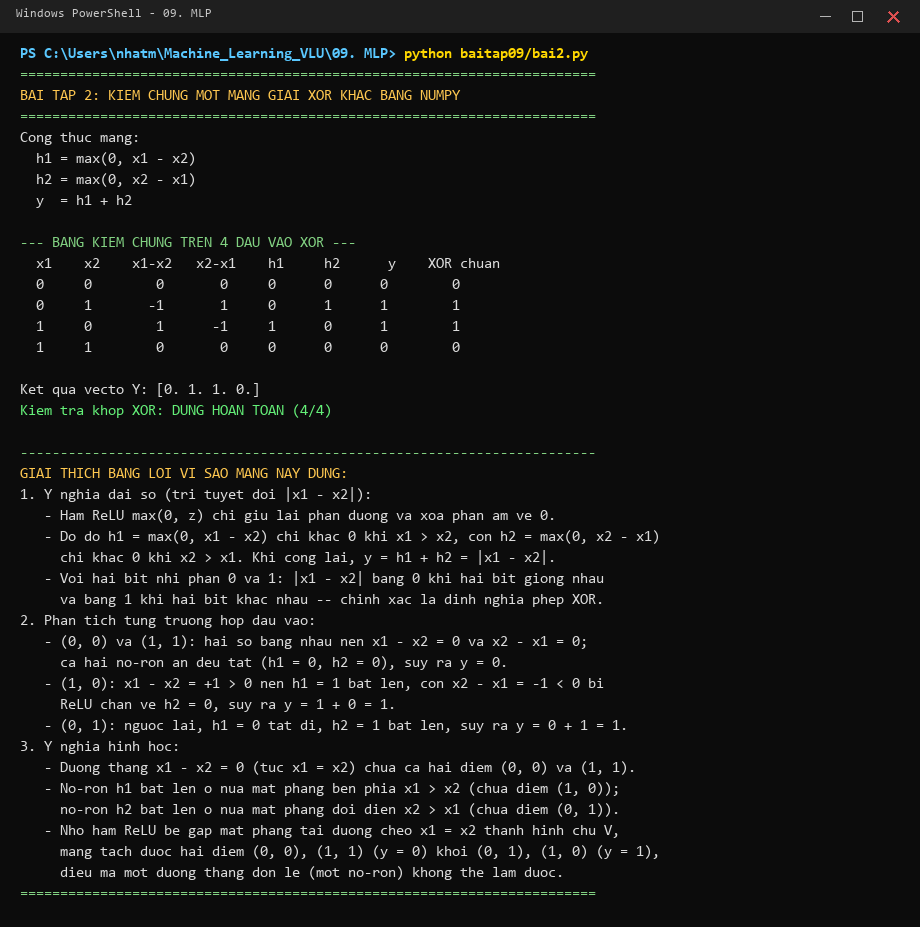 Windows PowerShell - 09. MLP
PS C:\Users\nhatm\Machine_Learning_VLU\09. MLP> python baitap09/bai2.py
========================================================================
BAI TAP 2: KIEM CHUNG MOT MANG GIAI XOR KHAC BANG NUMPY
========================================================================
Cong thuc mang:
  h1 = max(0, x1 - x2)
  h2 = max(0, x2 - x1)
  y  = h1 + h2

--- BANG KIEM CHUNG TREN 4 DAU VAO XOR ---
  x1    x2    x1-x2   x2-x1    h1     h2      y    XOR chuan
  0     0       0       0     0      0     0        0
  0     1      -1       1     0      1     1        1
  1     0       1      -1     1      0     1        1
  1     1       0       0     0      0     0        0

Ket qua vecto Y: [0. 1. 1. 0.]
Kiem tra khop XOR: DUNG HOAN TOAN (4/4)

------------------------------------------------------------------------
GIAI THICH BANG LOI VI SAO MANG NAY DUNG:
1. Y nghia dai so (tri tuyet doi |x1 - x2|):
   - Ham ReLU max(0, z) chi giu lai phan duong va xoa phan am ve 0.
   - Do do h1 = max(0, x1 - x2) chi khac 0 khi x1 > x2, con h2 = max(0, x2 - x1)
     chi khac 0 khi x2 > x1. Khi cong lai, y = h1 + h2 = |x1 - x2|.
   - Voi hai bit nhi phan 0 va 1: |x1 - x2| bang 0 khi hai bit giong nhau
     va bang 1 khi hai bit khac nhau -- chinh xac la dinh nghia phep XOR.
2. Phan tich tung truong hop dau vao:
   - (0, 0) va (1, 1): hai so bang nhau nen x1 - x2 = 0 va x2 - x1 = 0;
     ca hai no-ron an deu tat (h1 = 0, h2 = 0), suy ra y = 0.
   - (1, 0): x1 - x2 = +1 > 0 nen h1 = 1 bat len, con x2 - x1 = -1 < 0 bi
     ReLU chan ve h2 = 0, suy ra y = 1 + 0 = 1.
   - (0, 1): nguoc lai, h1 = 0 tat di, h2 = 1 bat len, suy ra y = 0 + 1 = 1.
3. Y nghia hinh hoc:
   - Duong thang x1 - x2 = 0 (tuc x1 = x2) chua ca hai diem (0, 0) va (1, 1).
   - No-ron h1 bat len o nua mat phang ben phia x1 > x2 (chua diem (1, 0));
     no-ron h2 bat len o nua mat phang doi dien x2 > x1 (chua diem (0, 1)).
   - Nho ham ReLU be gap mat phang tai duong cheo x1 = x2 thanh hinh chu V,
     mang tach duoc hai diem (0, 0), (1, 1) (y = 0) khoi (0, 1), (1, 0) (y = 1),
     dieu ma mot duong thang don le (mot no-ron) khong the lam duoc.
========================================================================